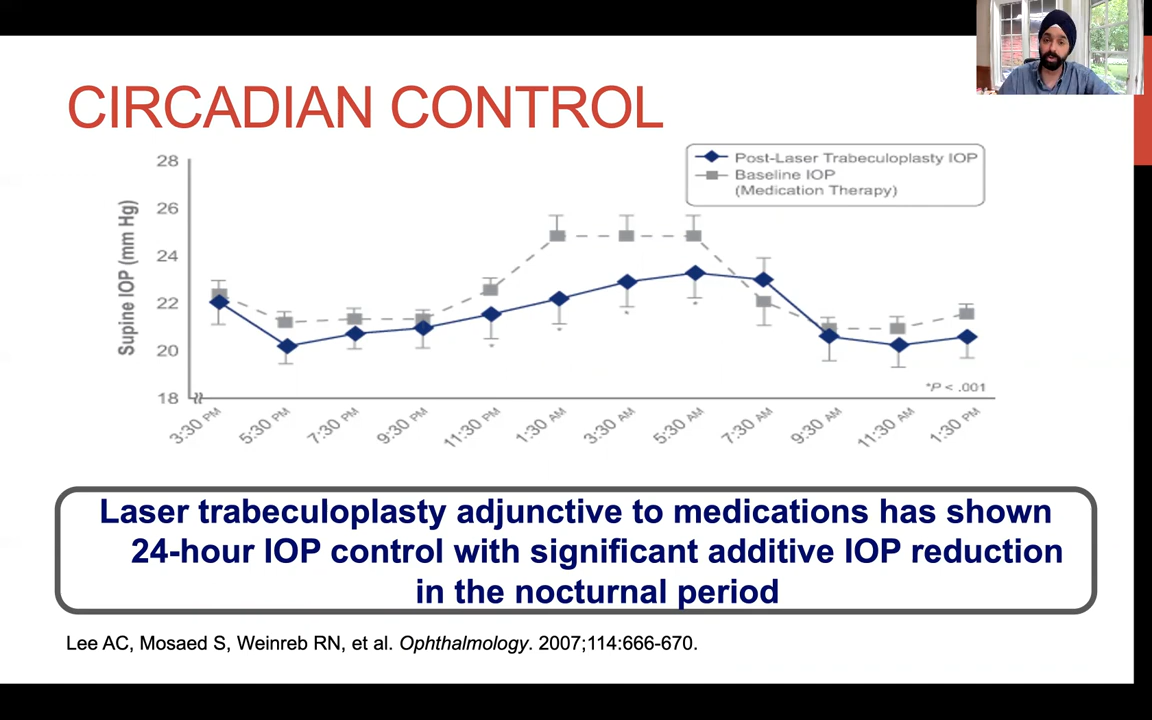 CIRCADIAN CONTROL
28
26
24
22
20
18
Supine IOP (mm Hg)
Post-Laser Trabeculoplasty IOP
Baseline IOP
(Medication Therapy)
*
*
*
*
*P < .001
3:30 PM
5:30 PM
7:30 PM
9:30 PM
11:30 PM
1:30 AM
3:30 AM
5:30 AM
7:30 AM
9:30 AM
11:30 AM
1:30 PM
Laser trabeculoplasty adjunctive to medications has shown
24-hour IOP control with significant additive IOP reduction
in the nocturnal period
Lee AC, Mosaed S, Weinreb RN, et al. Ophthalmology. 2007;114:666-670.